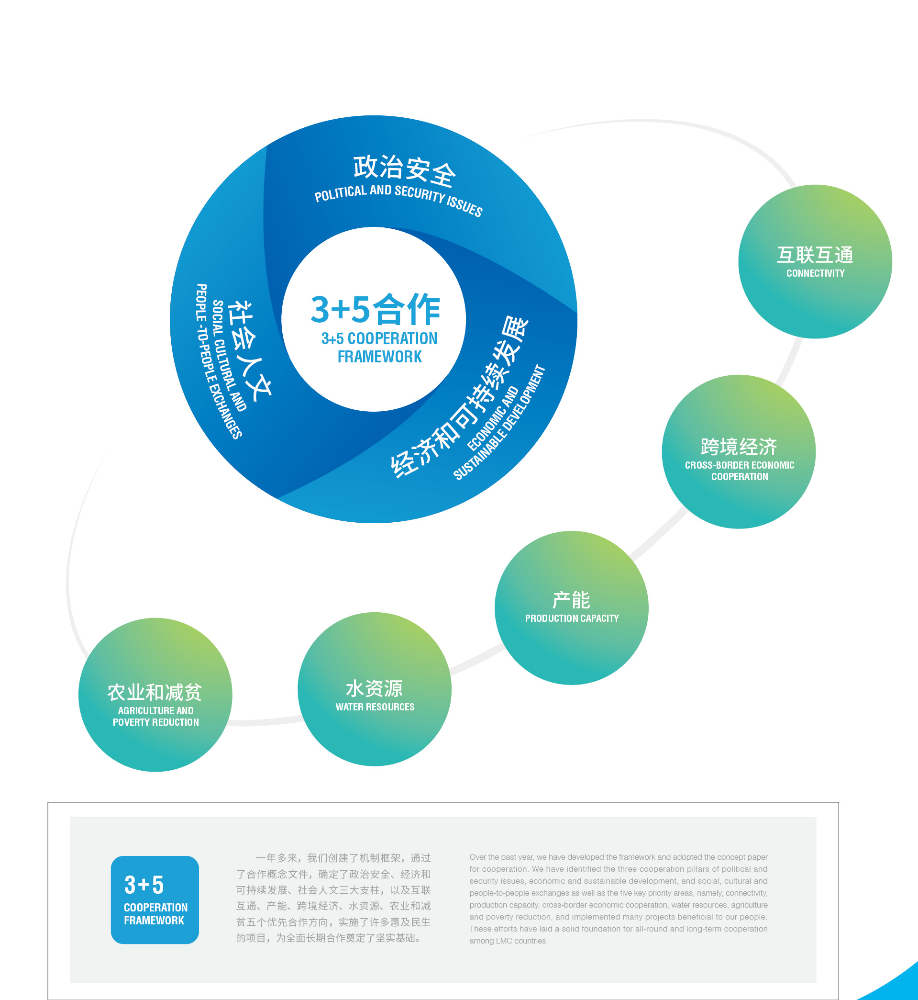 政治安全
POLITICAL AND SECURITY ISSUES
社会人文
SOCIAL CULTURAL AND
PEOPLE -TO-PEOPLE EXCHANGES
3+5合作
3+5 COOPERATION
FRAMEWORK
经济和可持续发展
ECONOMIC AND
SUSTAINABLE DEVELOPMENT
互联互通
CONNECTIVITY
跨境经济
CROSS-BORDER ECONOMIC
COOPERATION
产能
PRODUCTION CAPACITY
水资源
WATER RESOURCES
农业和减贫
AGRICULTURE AND
POVERTY REDUCTION
3+5
COOPERATION
FRAMEWORK
一年多来，我们创建了机制框架，通过
了合作概念文件，确定了政治安全、经济和
可持续发展、社会人文三大支柱，以及互联
互通、产能、跨境经济、水资源、农业和减
贫五个优先合作方向，实施了许多惠及民生
的项目，为全面长期合作奠定了坚实基础。
Over the past year, we have developed the framework and adopted the concept paper
for cooperation. We have identified the three cooperation pillars of political and
security issues, economic and sustainable development, and social, cultural and
people-to-people exchanges as well as the five key priority areas, namely, connectivity,
production capacity, cross-border economic cooperation, water resources, agriculture
and poverty reduction, and implemented many projects beneficial to our people.
These efforts have laid a solid foundation for all-round and long-term cooperation
among LMC countries.